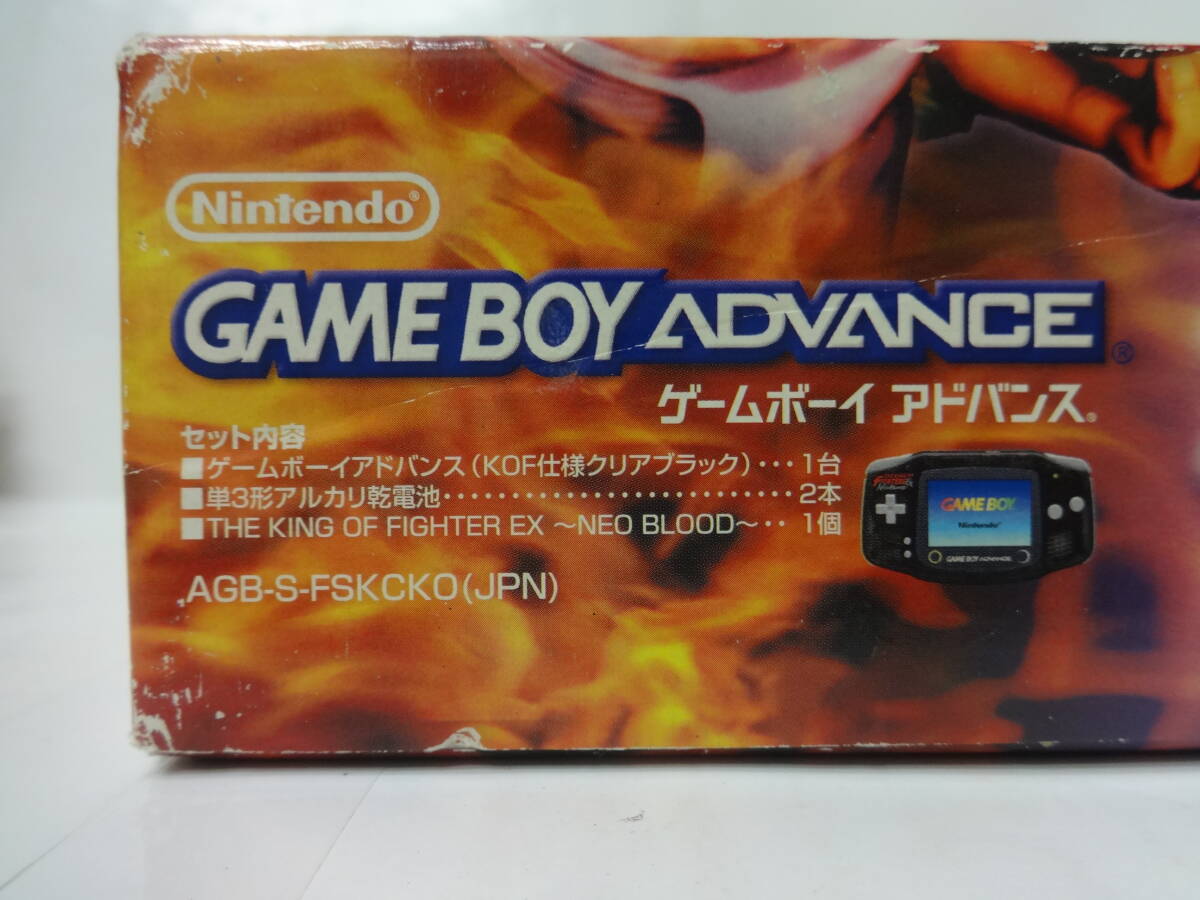 Nintendo®
GAME BOY ADVANCE®
ゲームボーイ アドバンス®
セット内容
■ゲームボーイアドバンス(KOF仕様クリアブラック)･･･1台
■単3形アルカリ乾電池･･････････････････････････2本
■THE KING OF FIGHTER EX ～NEO BLOOD～･･1個
AGB-S-FSKCKO(JPN)
GAME BOY
Nintendo
GAME BOY ADVANCE